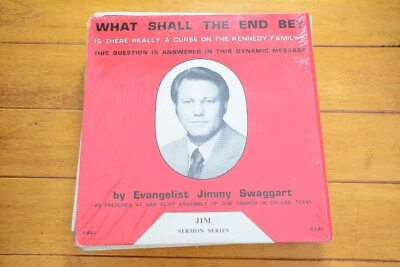 WHAT SHALL THE END BE?
IS THERE REALLY A CURSE ON THE KENNEDY FAMILY?
THIS QUESTION IS ANSWERED IN THIS DYNAMIC MESSAGE
by Evangelist Jimmy Swaggart
AS PREACHED AT OAK CLIFF ASSEMBLY OF GOD CHURCH IN DALLAS, TEXAS
JIM
SERMON SERIES